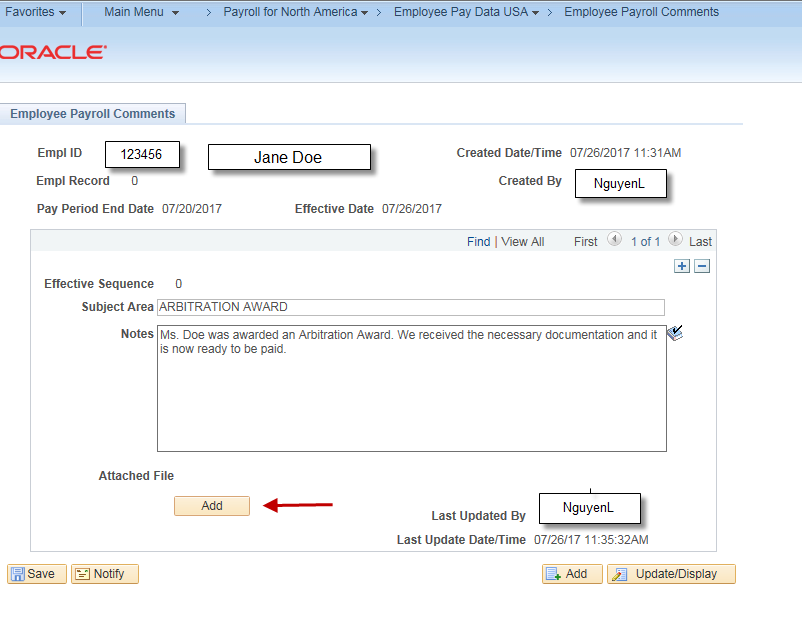 Favorites Main Menu > Payroll for North America > Employee Pay Data USA > Employee Payroll Comments
ORACLE®
Employee Payroll Comments
Empl ID 123456 Jane Doe Created Date/Time 07/26/2017 11:31AM
Empl Record 0 Created By NguyenL
Pay Period End Date 07/20/2017 Effective Date 07/26/2017
Find | View All First 1 of 1 Last
Effective Sequence 0
Subject Area ARBITRATION AWARD
Notes Ms. Doe was awarded an Arbitration Award. We received the necessary documentation and it
is now ready to be paid.
Attached File
Add
Last Updated By NguyenL
Last Update Date/Time 07/26/17 11:35:32AM
Save Notify Add Update/Display